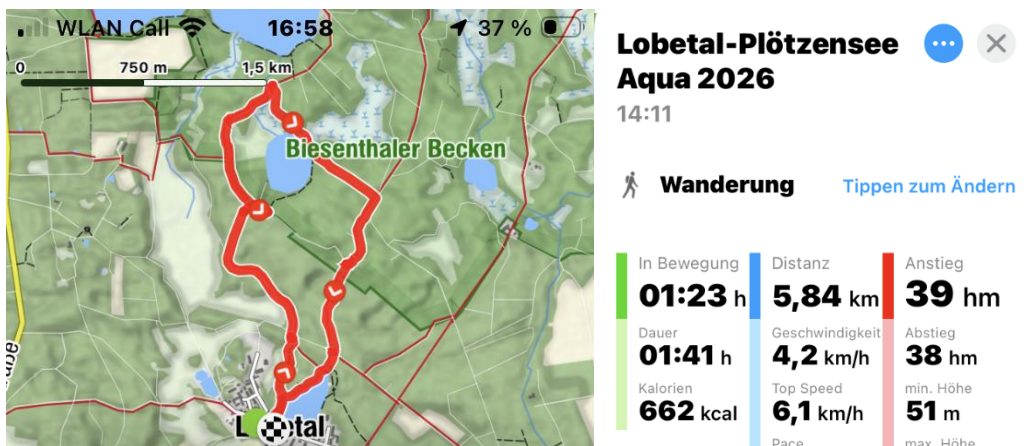 WLAN Call 16:58 37 %
0 750 m 1,5 km
Biesenthaler Becken
Lobetal-Plötzensee
Aqua 2026
14:11
Wanderung Tippen zum Ändern
In Bewegung Distanz Anstieg
01:23 h 5,84 km 39 hm
Dauer Geschwindigkeit Abstieg
01:41 h 4,2 km/h 38 hm
Kalorien Top Speed min. Höhe
662 kcal 6,1 km/h 51 m
Pace max. Höhe